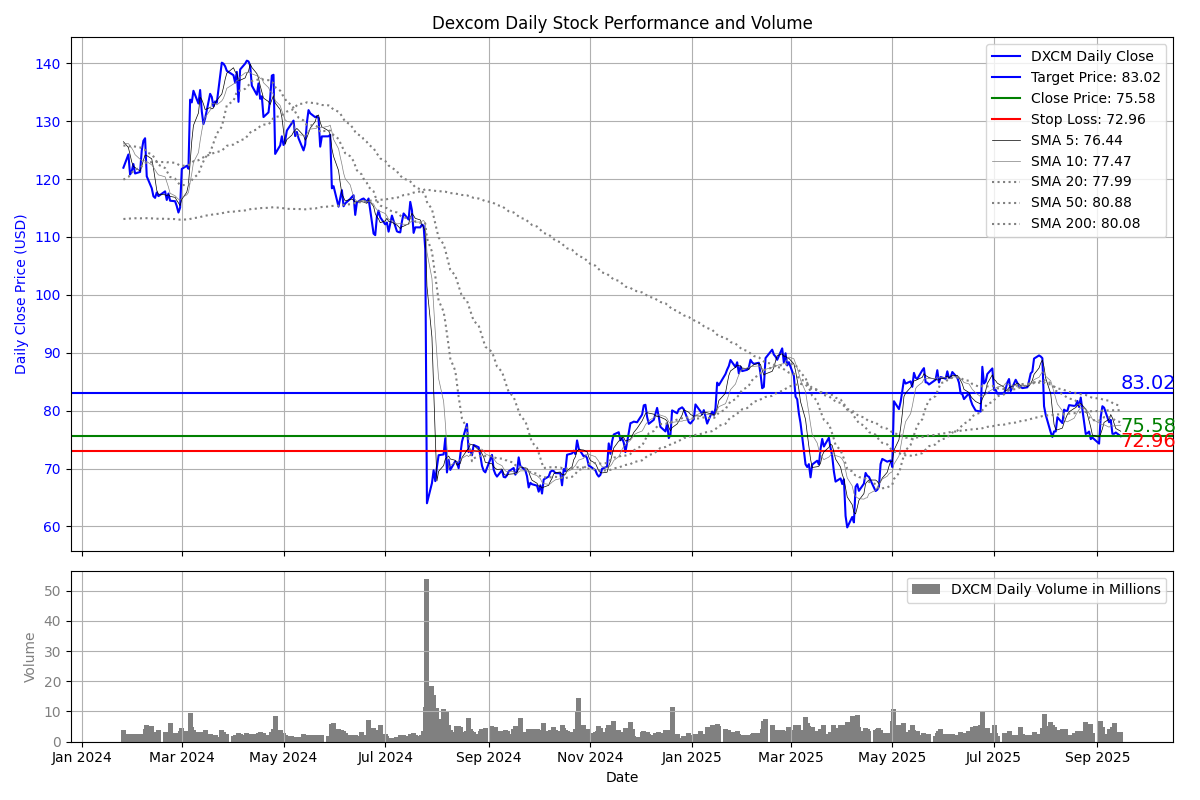 Dexcom Daily Stock Performance and Volume
Daily Close Price (USD)
140
130
120
110
100
90
80
70
60
DXCM Daily Close
Target Price: 83.02
Close Price: 75.58
Stop Loss: 72.96
SMA 5: 76.44
SMA 10: 77.47
SMA 20: 77.99
SMA 50: 80.88
SMA 200: 80.08
83.02
75.58
72.96
Volume
50
40
30
20
10
0
DXCM Daily Volume in Millions
Jan 2024 Mar 2024 May 2024 Jul 2024 Sep 2024 Nov 2024 Jan 2025 Mar 2025 May 2025 Jul 2025 Sep 2025
Date